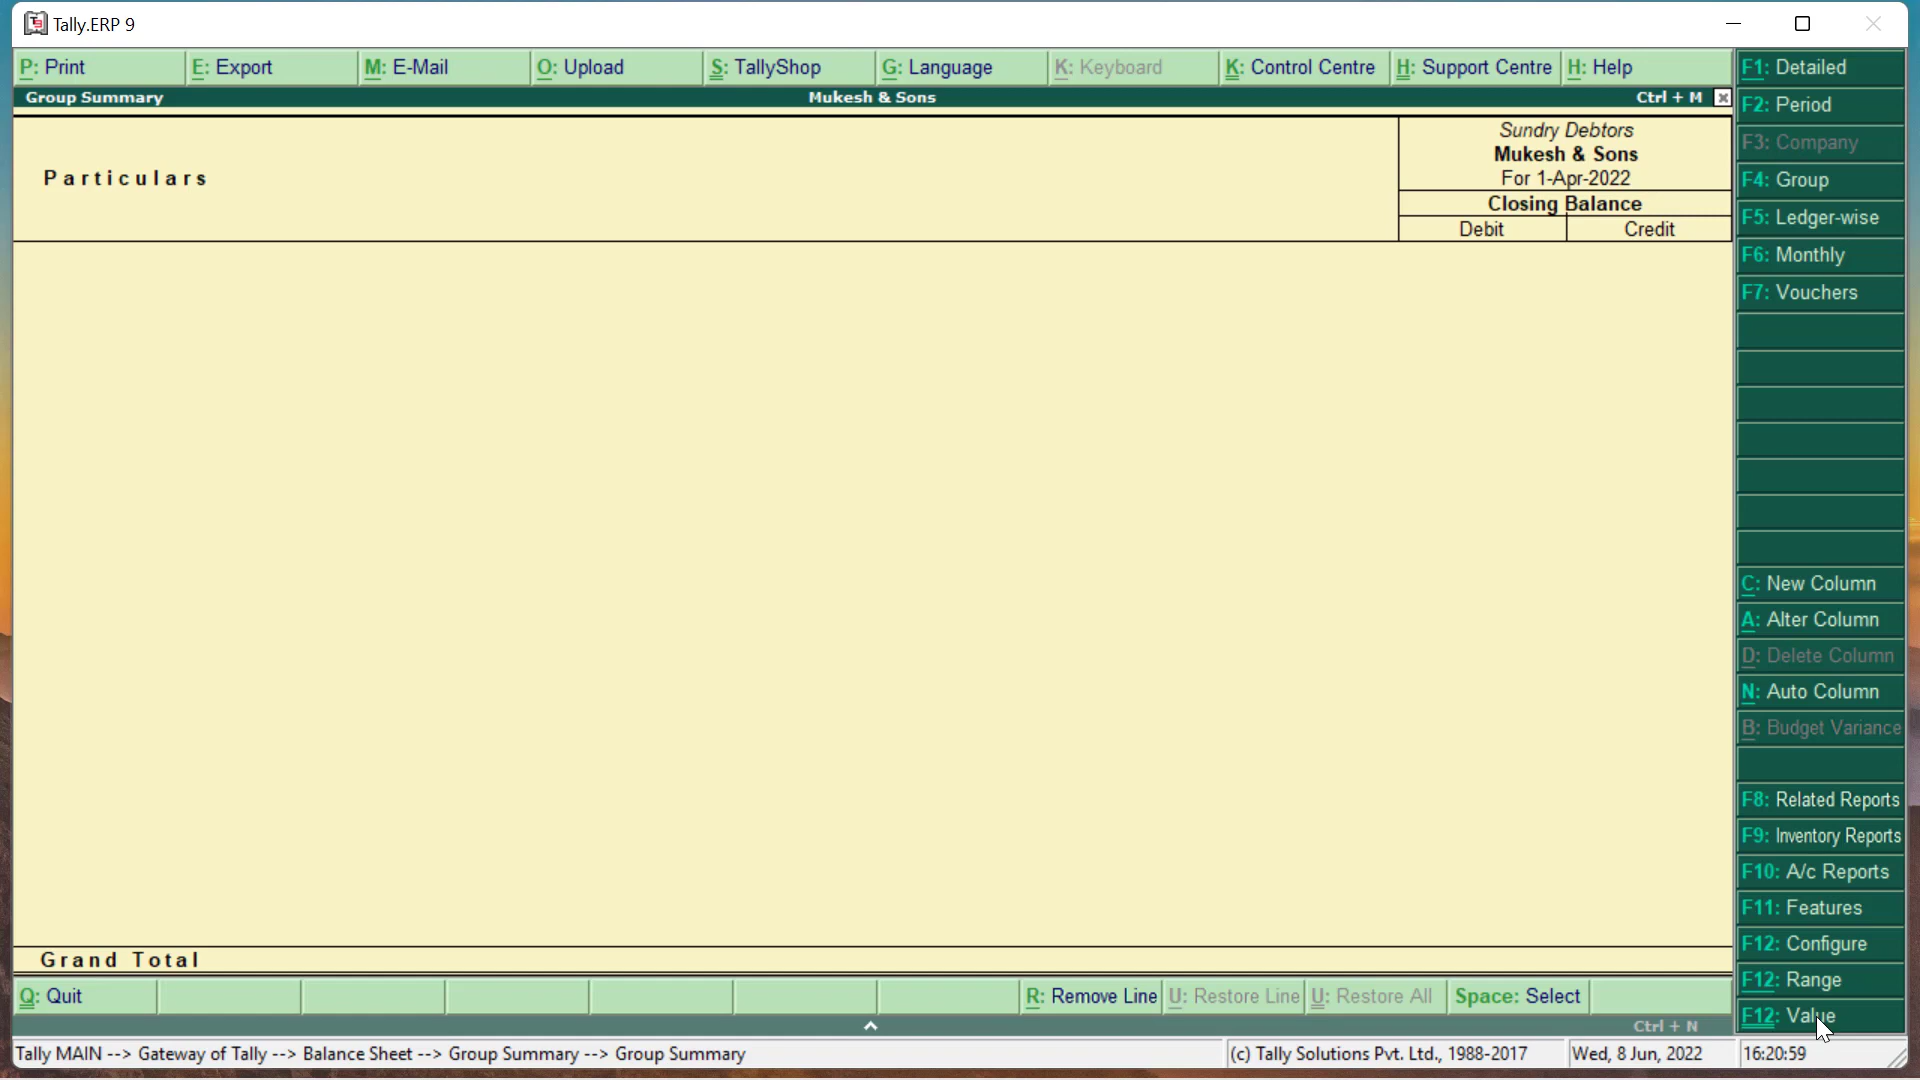 Tally.ERP 9
P: Print E: Export M: E-Mail O: Upload S: TallyShop G: Language K: Keyboard K: Control Centre H: Support Centre H: Help
Group Summary Mukesh & Sons Ctrl + M
Particulars
Sundry Debtors
Mukesh & Sons
For 1-Apr-2022
Closing Balance
Debit Credit
Grand Total
F1: Detailed
F2: Period
F3: Company
F4: Group
F5: Ledger-wise
F6: Monthly
F7: Vouchers
C: New Column
A: Alter Column
D: Delete Column
N: Auto Column
B: Budget Variance
F8: Related Reports
F9: Inventory Reports
F10: A/c Reports
F11: Features
F12: Configure
F12: Range
F12: Value
Q: Quit R: Remove Line U: Restore Line U: Restore All Space: Select
Ctrl + N
Tally MAIN --> Gateway of Tally --> Balance Sheet --> Group Summary --> Group Summary (c) Tally Solutions Pvt. Ltd., 1988-2017 Wed, 8 Jun, 2022 16:20:59